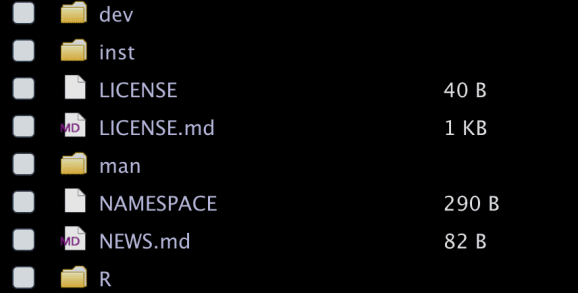 dev
inst
LICENSE 40 B
MD LICENSE.md 1 KB
man
NAMESPACE 290 B
MD NEWS.md 82 B
R